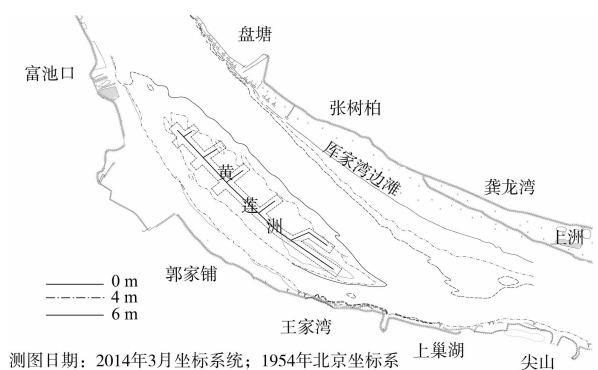 盘塘
富池口
张树柏
厍家湾边滩
龚龙湾
黄
莲
洲
上洲
郭家铺
0 m
4 m
6 m
王家湾
上巢湖
尖山
测图日期：2014年3月坐标系统；1954年北京坐标系